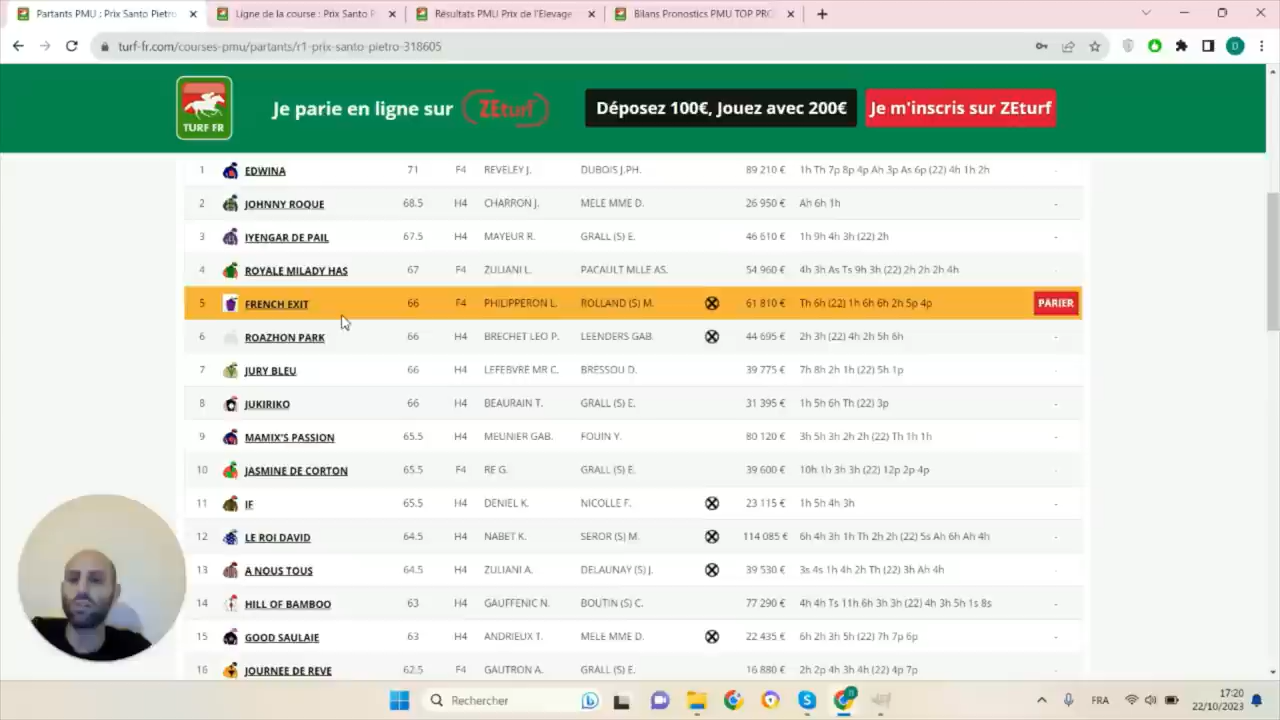 Partants PMU : Prix Santo Pietro
Ligne de la course : Prix Santo P
Résultats PMU Prix de l'Elevage
Bilans Pronostics PMU TOP PRO
turf-fr.com/courses-pmu/partants/r1-prix-santo-pietro-318605
TURF FR
Je parie en ligne sur ZEturf
Déposez 100€, Jouez avec 200€
Je m'inscris sur ZEturf
1 EDWINA 71 F4 REVELEY J. DUBOIS J.PH. 89 210 € 1h Th 7p 8p 4p Ah 3p As 6p (22) 4h 1h 2h -
2 JOHNNY ROQUE 68.5 H4 CHARRON J. MELE MME D. 26 950 € Ah 6h 1h -
3 IYENGAR DE PAIL 67.5 H4 MAYEUR R. GRALL (S) E. 46 610 € 1h 9h 4h 3h (22) 2h -
4 ROYALE MILADY HAS 67 F4 ZULIANI L. PACAULT MLLE AS. 54 960 € 4h 3h As Ts 9h 3h (22) 2h 2h 2h 4h -
5 FRENCH EXIT 66 F4 PHILIPPERON L. ROLLAND (S) M. 61 810 € Th 6h (22) 1h 6h 6h 2h 5p 4p PARIER
6 ROAZHON PARK 66 H4 BRECHET LEO P. LEENDERS GAB. 44 695 € 2h 3h (22) 4h 2h 5h 6h -
7 JURY BLEU 66 H4 LEFEBVRE MR C. BRESSOU D. 39 775 € 7h 8h 2h 1h (22) 5h 1p -
8 JUKIRIKO 66 H4 BEAURAIN T. GRALL (S) E. 31 395 € 1h 5h 6h Th (22) 3p -
9 MAMIX'S PASSION 65.5 H4 MEUNIER GAB. FOUIN Y. 80 120 € 3h 5h 3h 2h 2h (22) Th 1h 1h -
10 JASMINE DE CORTON 65.5 F4 RE G. GRALL (S) E. 39 600 € 10h 1h 3h 3h (22) 12p 2p 4p -
11 IF 65.5 H4 DENIEL K. NICOLLE F. 23 115 € 1h 5h 4h 3h -
12 LE ROI DAVID 64.5 H4 NABET K. SEROR (S) M. 114 085 € 6h 4h 3h 1h Th 2h 2h (22) 5s Ah 6h Ah 4h -
13 A NOUS TOUS 64.5 H4 ZULIANI A. DELAUNAY (S) J. 39 530 € 3s 4s 1h 4h 2h Th (22) 3h Ah 4h -
14 HILL OF BAMBOO 63 H4 GAUFFENIC N. BOUTIN (S) C. 77 290 € 4h 4h Ts 11h 6h 3h 3h (22) 4h 3h 5h 1s 8s -
15 GOOD SAULAIE 63 H4 ANDRIEUX T. MELE MME D. 22 435 € 6h 2h 3h 5h (22) 7h 7p 6p -
16 JOURNEE DE REVE 62.5 F4 GAUTRON A. GRALL (S) E. 16 880 € 2h 2p 4h 3h 4h (22) 4p 7p -
Rechercher
FRA
17:20
22/10/2023